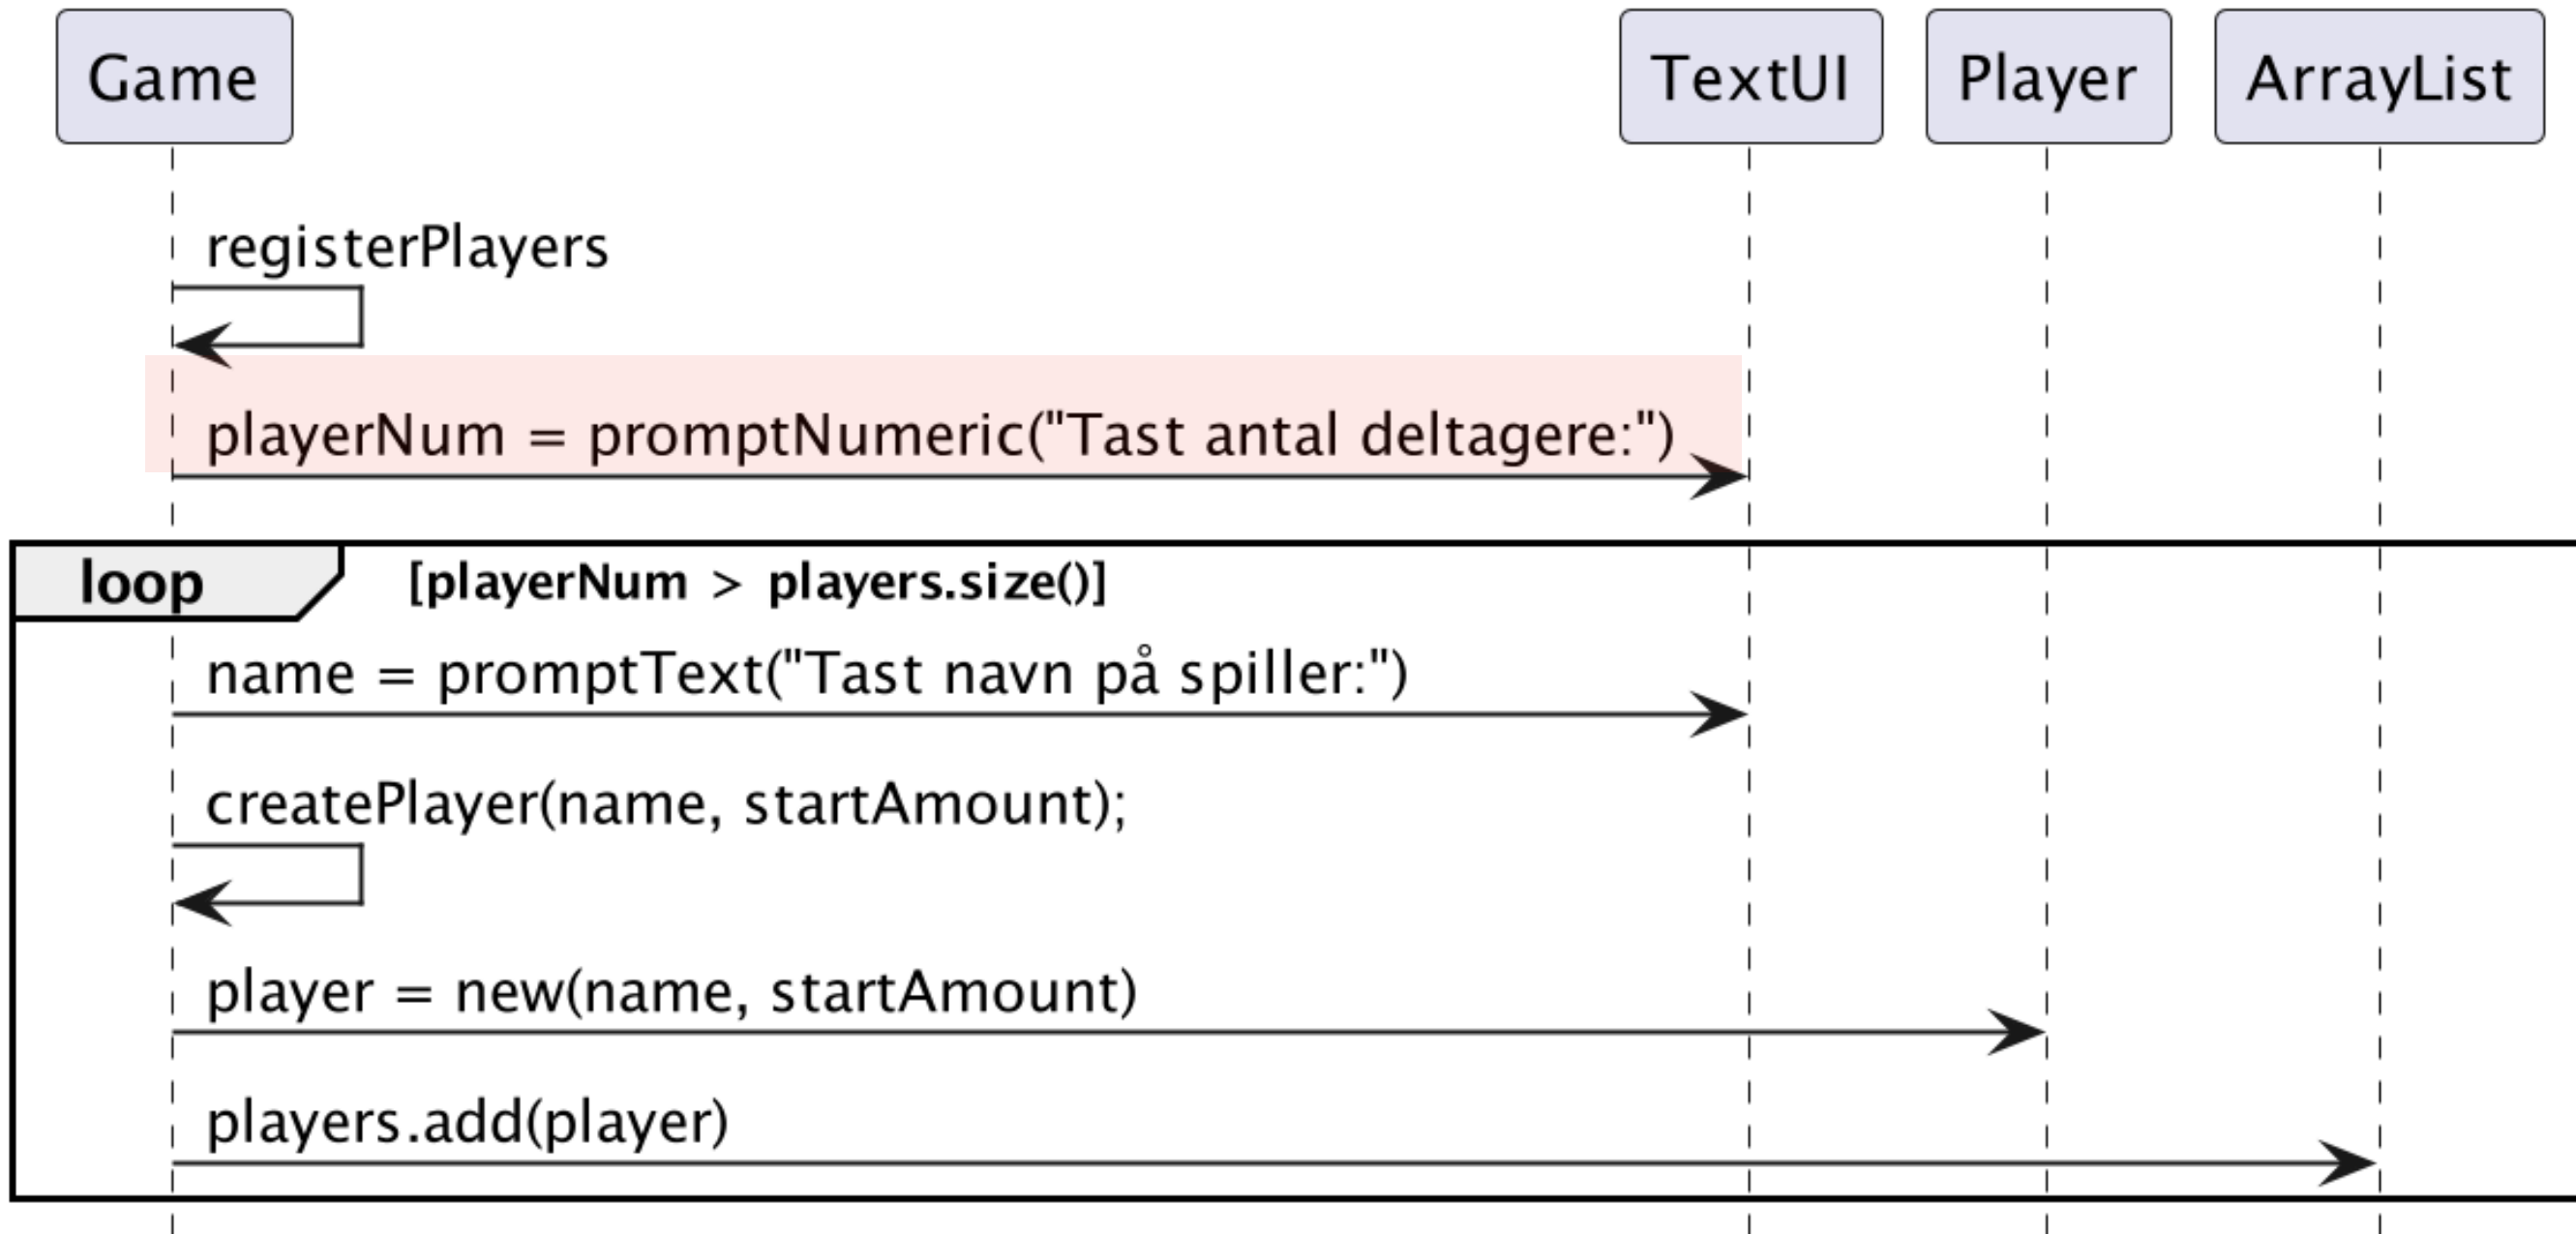 Game
TextUI
Player
ArrayList
registerPlayers
playerNum = promptNumeric("Tast antal deltagere:")
loop
[playerNum > players.size()]
name = promptText("Tast navn på spiller:")
createPlayer(name, startAmount);
player = new(name, startAmount)
players.add(player)